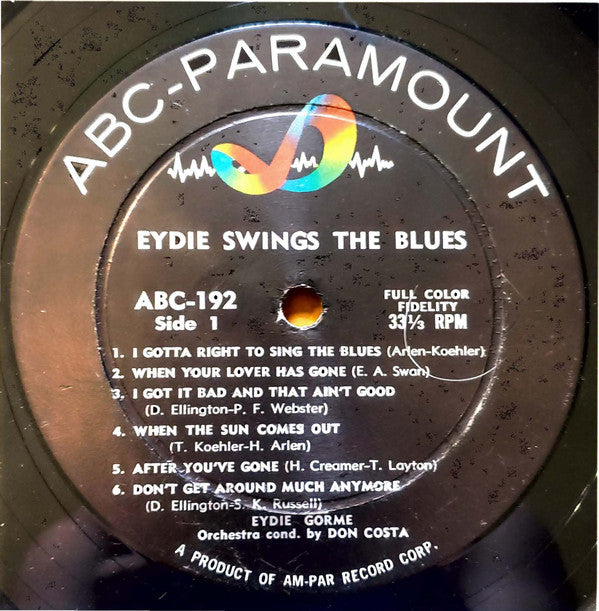 ABC-PARAMOUNT
EYDIE SWINGS THE BLUES
ABC-192
Side 1
FULL COLOR
FIDELITY
33⅓ RPM
1. I GOTTA RIGHT TO SING THE BLUES (Arlen-Koehler)
2. WHEN YOUR LOVER HAS GONE (E. A. Swan)
3. I GOT IT BAD AND THAT AIN'T GOOD
(D. Ellington-P. F. Webster)
4. WHEN THE SUN COMES OUT
(T. Koehler-H. Arlen)
5. AFTER YOU'VE GONE (H. Creamer-T. Layton)
6. DON'T GET AROUND MUCH ANYMORE
(D. Ellington-S. K. Russell)
EYDIE GORME
Orchestra cond. by DON COSTA
A PRODUCT OF AM-PAR RECORD CORP.